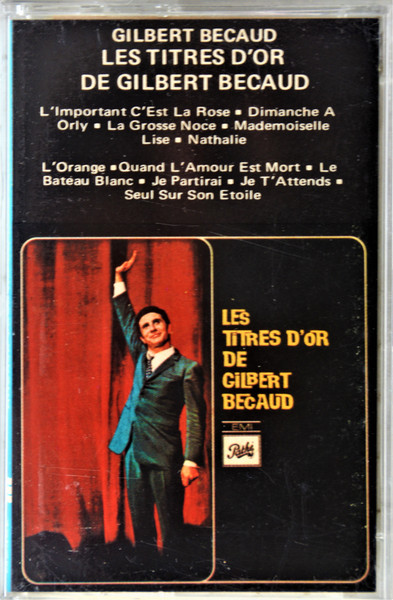 GILBERT BECAUD
LES TITRES D'OR
DE GILBERT BECAUD
L'Important C'Est La Rose ▪ Dimanche A
Orly ▪ La Grosse Noce ▪ Mademoiselle
Lise ▪ Nathalie
L'Orange ▪ Quand L'Amour Est Mort ▪ Le
Batéau Blanc ▪ Je Partirai ▪ Je T'Attends ▪
Seul Sur Son Etoile
LES
TITRES D'OR
DE
GILBERT
BECAUD
EMI
Pathé